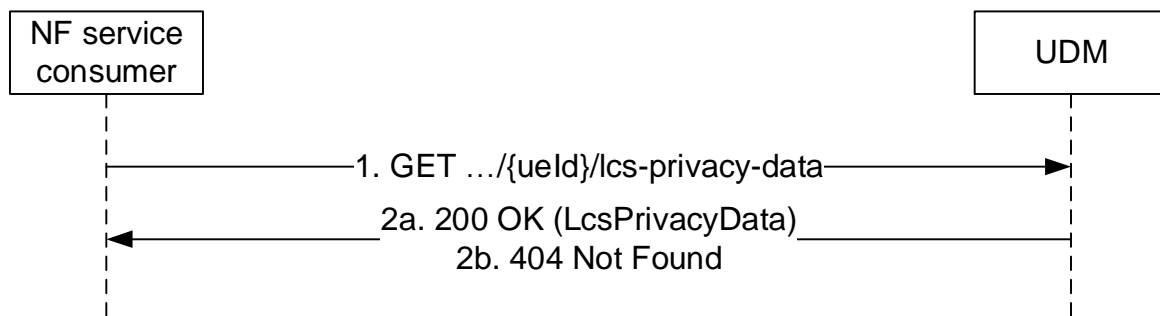 NF service
consumer
UDM
1. GET …/{ueId}/lcs-privacy-data
2a. 200 OK (LcsPrivacyData)
2b. 404 Not Found